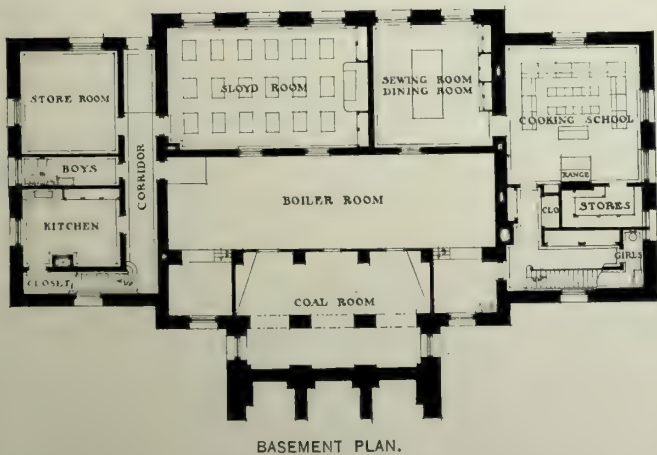 STORE ROOM
BOYS
KITCHEN
CLOSET
CORRIDOR
SLOYD ROOM
SEWING ROOM
DINING ROOM
COOKING SCHOOL
RANGE
CLO
STORES
GIRLS
BOILER ROOM
COAL ROOM
BASEMENT PLAN.